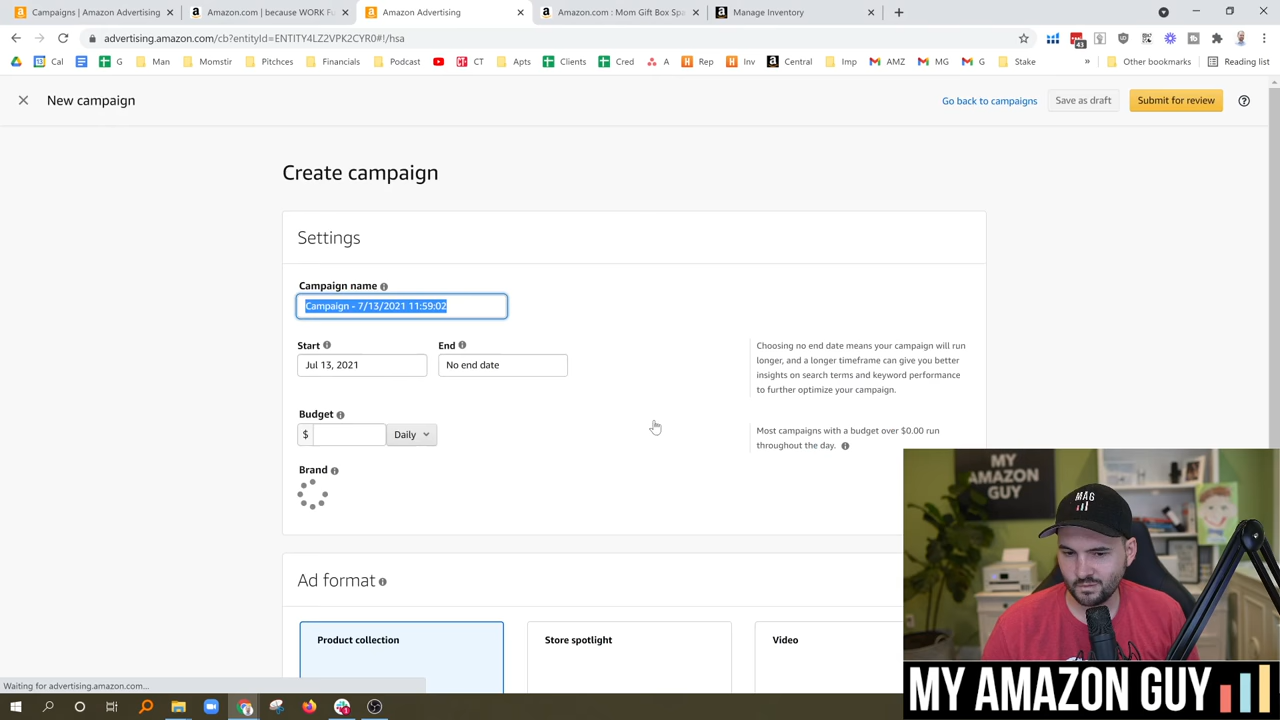 Campaigns | Amazon Advertising
Amazon.com | because WORK Fu
Amazon Advertising
Amazon.com : Mom Gift Box Spa
Manage Inventory
advertising.amazon.com/cb?entityId=ENTITY4LZ2VPK2CYR0#!/hsa
43
Cal
G
Man
Momstir
Pitchces
Financials
Podcast
CT
Apts
Clients
Cred
A
Rep
Inv
Central
Imp
AMZ
MG
G
Stake
»
Other bookmarks
Reading list
New campaign
Go back to campaigns
Save as draft
Submit for review
Create campaign
Settings
Campaign name
Campaign - 7/13/2021 11:59:02
Start
End
Jul 13, 2021
No end date
Choosing no end date means your campaign will run
longer, and a longer timeframe can give you better
insights on search terms and keyword performance
to further optimize your campaign.
Budget
$
Daily
Most campaigns with a budget over $0.00 run
throughout the day.
Brand
Ad format
Product collection
Store spotlight
Video
Waiting for advertising.amazon.com...
MY
AMAZON
GUY
MAG
MY AMAZON GUY